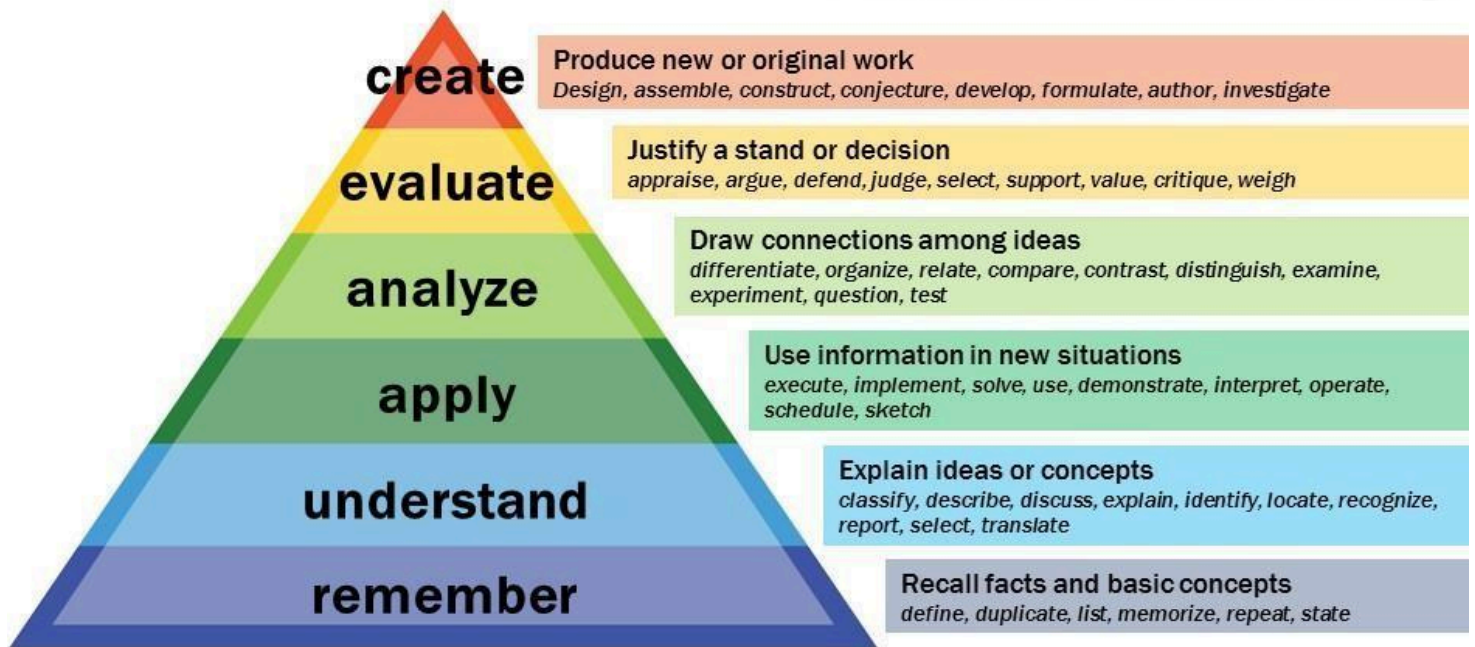 create
Produce new or original work
Design, assemble, construct, conjecture, develop, formulate, author, investigate
evaluate
Justify a stand or decision
appraise, argue, defend, judge, select, support, value, critique, weigh
analyze
Draw connections among ideas
differentiate, organize, relate, compare, contrast, distinguish, examine,
experiment, question, test
apply
Use information in new situations
execute, implement, solve, use, demonstrate, interpret, operate,
schedule, sketch
understand
Explain ideas or concepts
classify, describe, discuss, explain, identify, locate, recognize,
report, select, translate
remember
Recall facts and basic concepts
define, duplicate, list, memorize, repeat, state